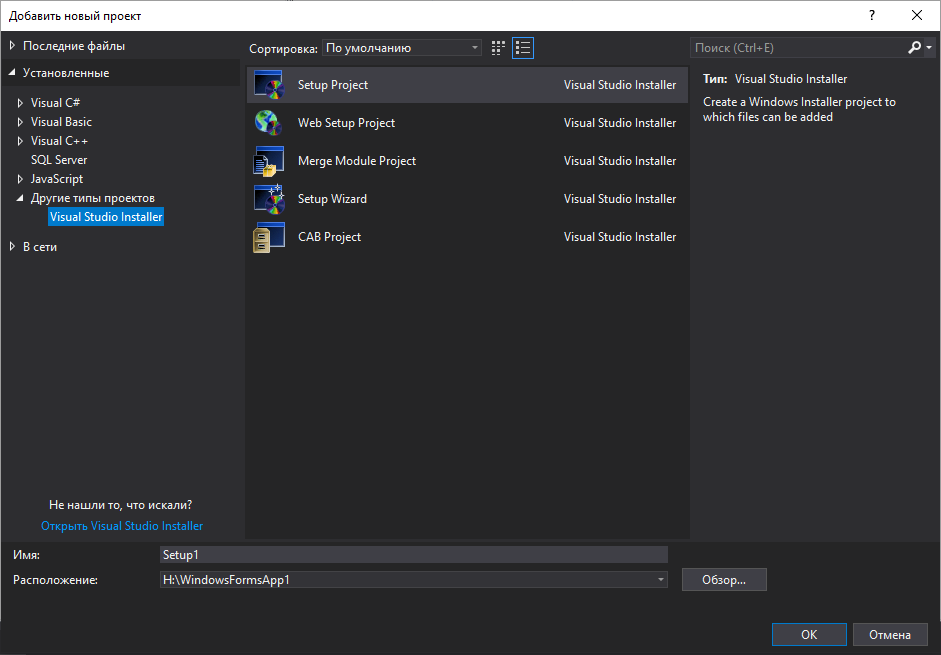 Добавить новый проект
?
Последние файлы
Установленные
Visual C#
Visual Basic
Visual C++
SQL Server
JavaScript
Другие типы проектов
Visual Studio Installer
В сети
Не нашли то, что искали?
Открыть Visual Studio Installer
Сортировка: По умолчанию
Setup Project Visual Studio Installer
Web Setup Project Visual Studio Installer
Merge Module Project Visual Studio Installer
Setup Wizard Visual Studio Installer
CAB Project Visual Studio Installer
Поиск (Ctrl+E)
Тип: Visual Studio Installer
Create a Windows Installer project to
which files can be added
Имя: Setup1
Расположение: H:\WindowsFormsApp1
Обзор...
ОК Отмена